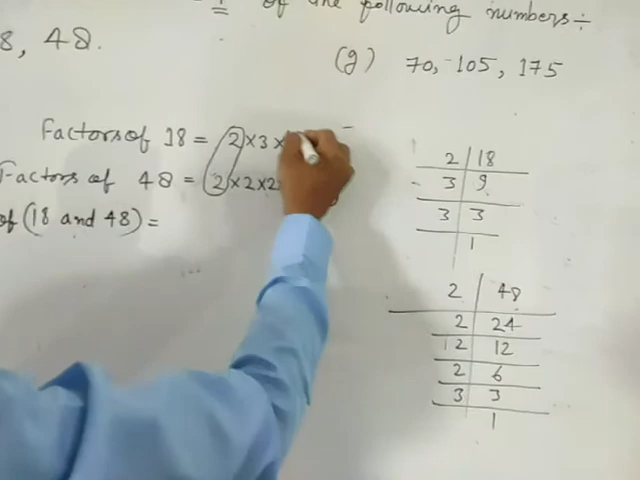 of the following numbers÷
8, 48.
(g) 70, 105, 175
Factors of 18 = 2×3×
Factors of 48 = 2×2×2
of (18 and 48) =
2 | 18
3 | 9
3 | 3
1
2 | 48
2 | 24
12 | 12
2 | 6
3 | 3
1